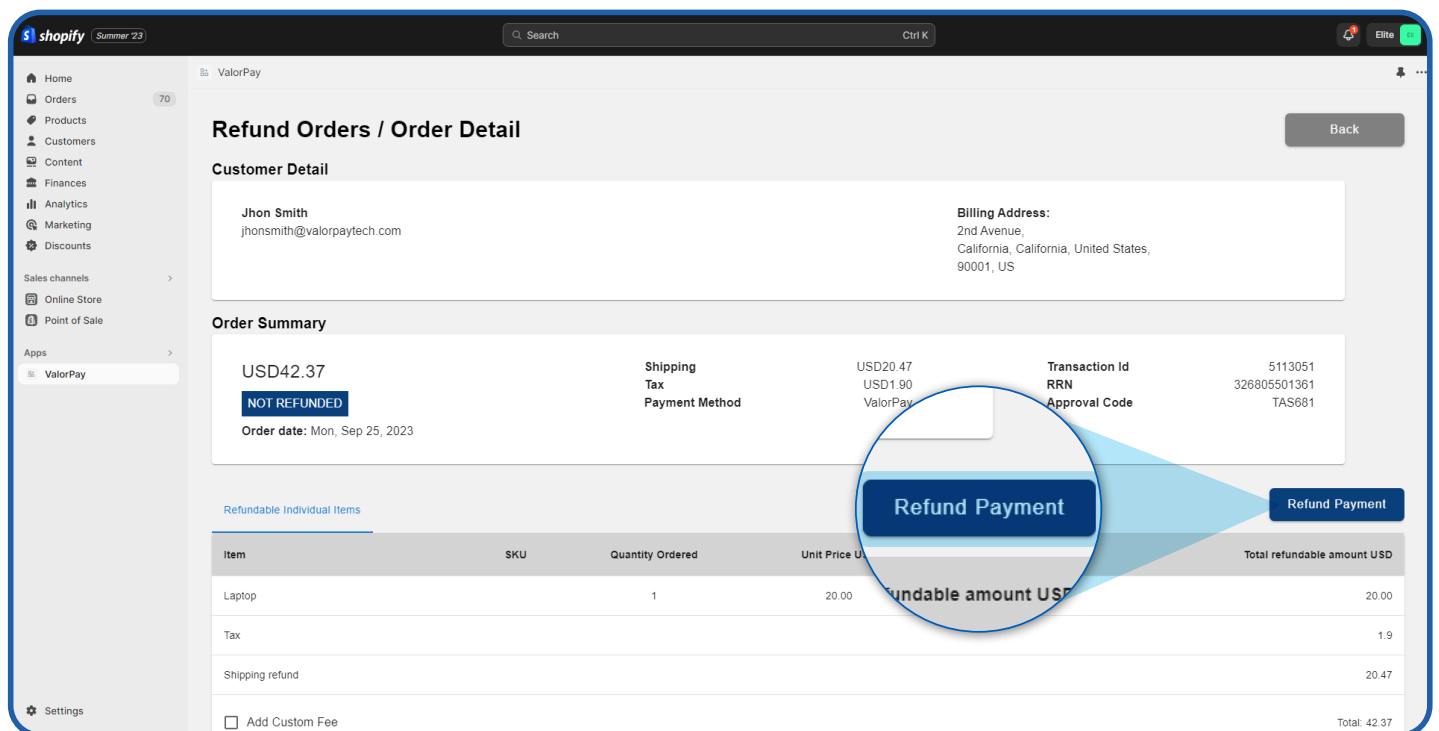 shopify Summer '23
Search Ctrl K
1
Elite
Home
Orders 70
Products
Customers
Content
Finances
Analytics
Marketing
Discounts
Sales channels
Online Store
Point of Sale
Apps
ValorPay
Settings
ValorPay
Refund Orders / Order Detail
Back
Customer Detail
Jhon Smith
jhonsmith@valorpaytech.com
Billing Address:
2nd Avenue,
California, California, United States,
90001, US
Order Summary
USD42.37
NOT REFUNDED
Order date: Mon, Sep 25, 2023
Shipping USD20.47
Tax USD1.90
Payment Method ValorPay
Transaction Id 5113051
RRN 326805501361
Approval Code TAS681
Refundable Individual Items
Refund Payment
Refund Payment
undable amount USD
Item SKU Quantity Ordered Unit Price U Total refundable amount USD
Laptop 1 20.00 20.00
Tax 1.9
Shipping refund 20.47
Add Custom Fee Total: 42.37